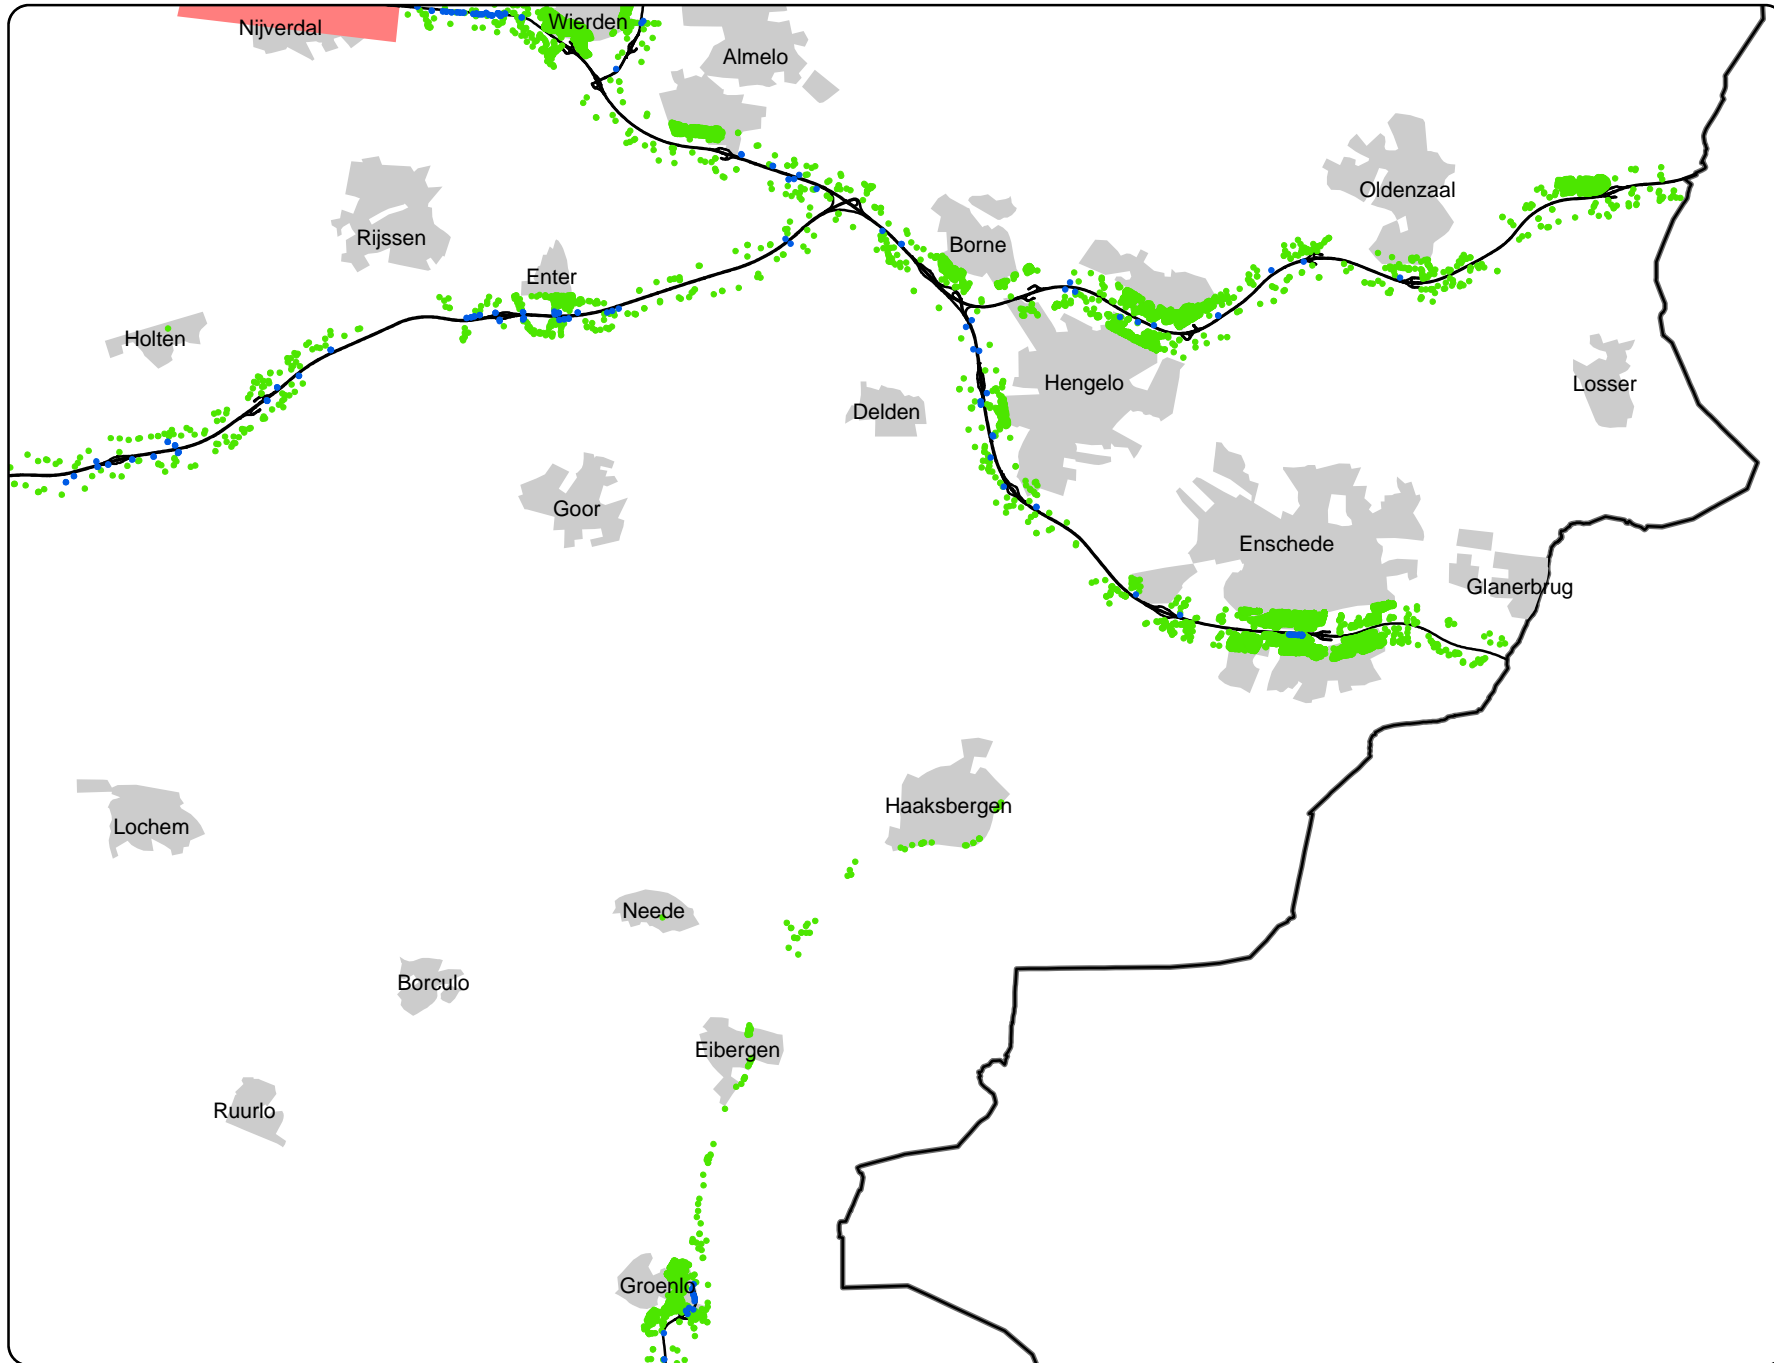 Nijverdal
Wierden
Almelo
Oldenzaal
Rijssen
Borne
Enter
Holten
Hengelo
Losser
Delden
Goor
Enschede
Glanerbrug
Haaksbergen
Lochem
Neede
Borculo
Eibergen
Ruurlo
Groenlo